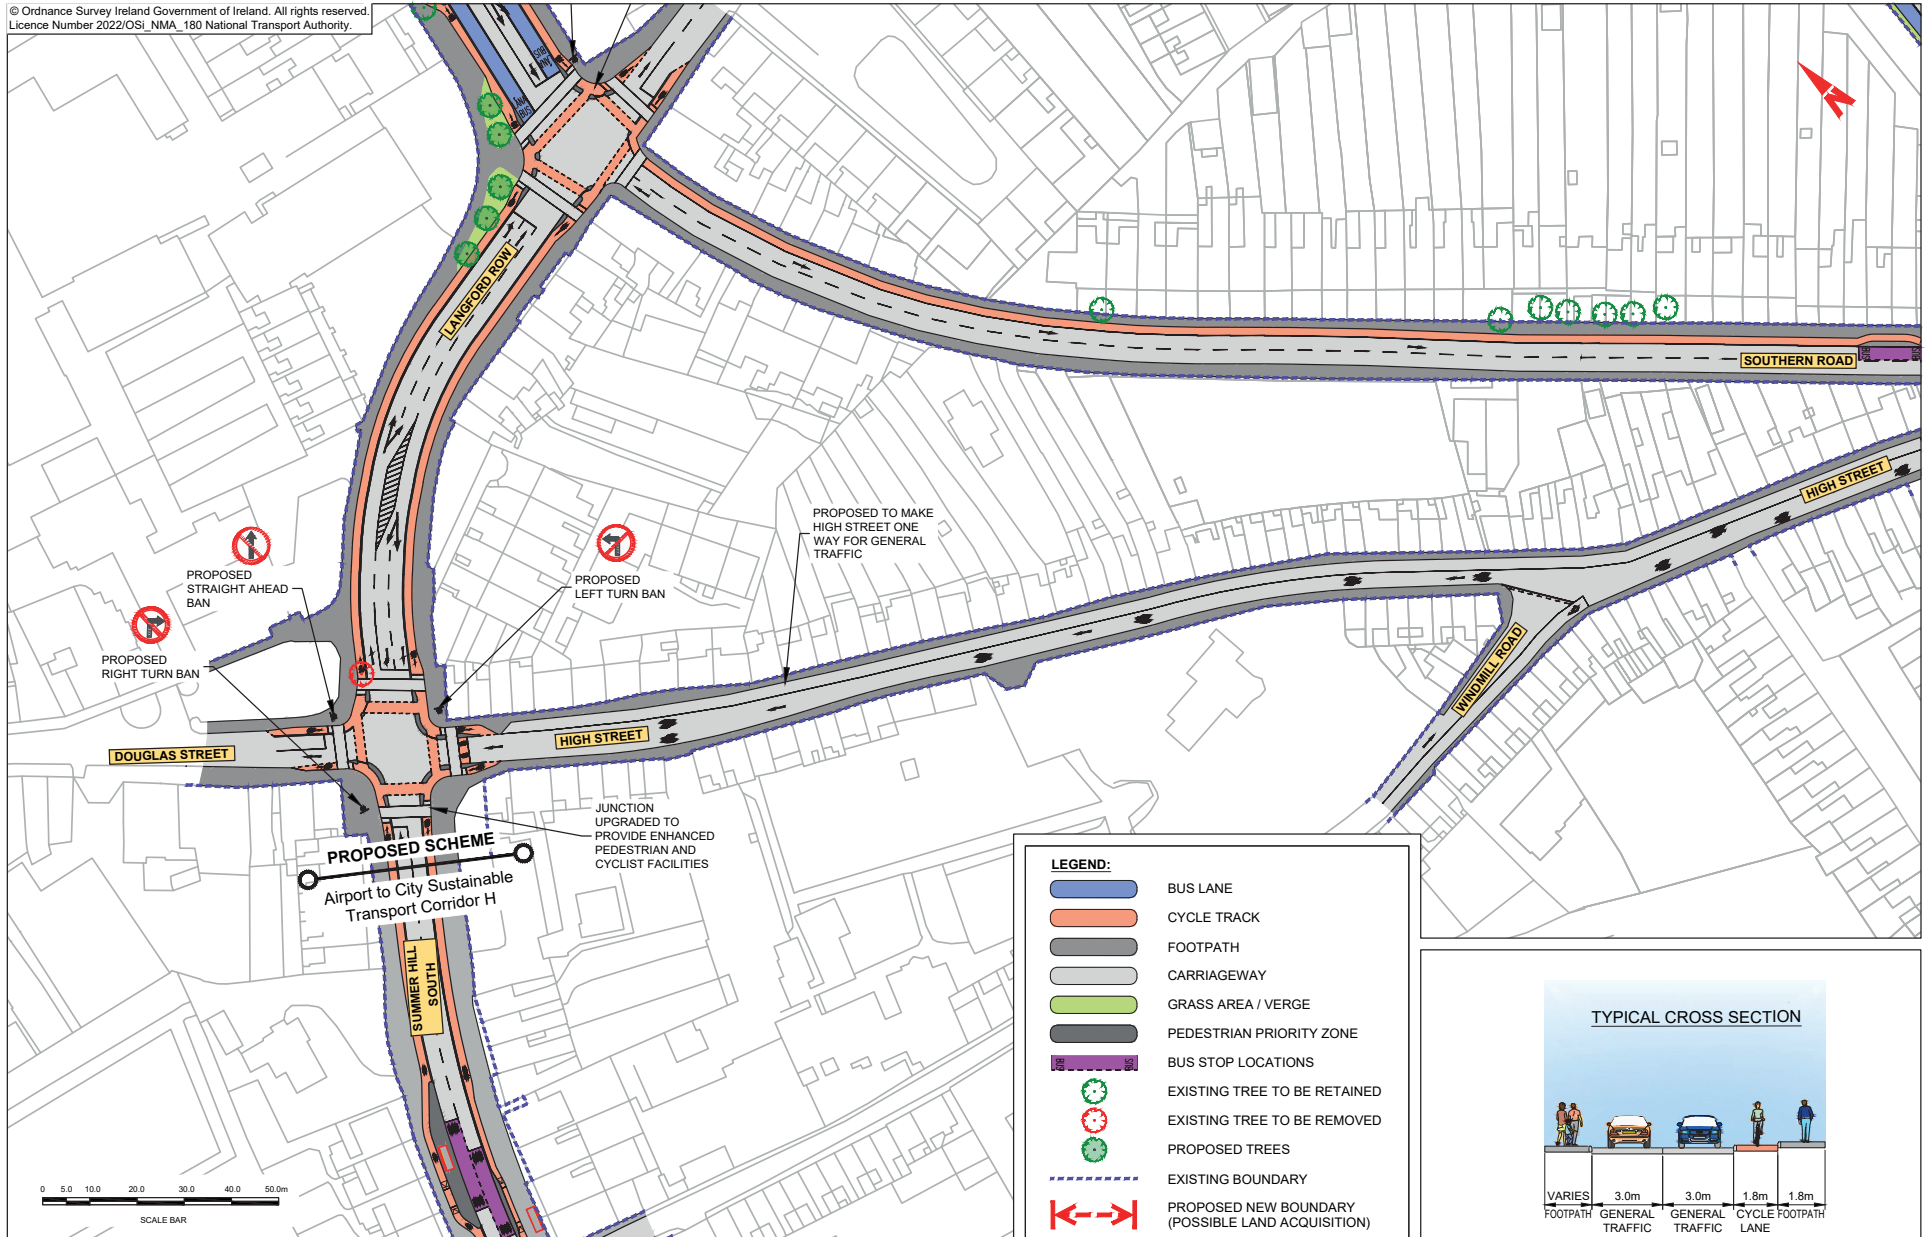 © Ordnance Survey Ireland Government of Ireland. All rights reserved.
Licence Number 2022/OSi_NMA_180 National Transport Authority.
BUS
LANE
BUS
LANGFORD ROW
SOUTHERN ROAD
BUS
BUS
HIGH STREET
PROPOSED TO MAKE
HIGH STREET ONE
WAY FOR GENERAL
TRAFFIC
PROPOSED
STRAIGHT AHEAD
BAN
PROPOSED
LEFT TURN BAN
PROPOSED
RIGHT TURN BAN
WINDMILL ROAD
HIGH STREET
DOUGLAS STREET
JUNCTION
UPGRADED TO
PROVIDE ENHANCED
PEDESTRIAN AND
CYCLIST FACILITIES
PROPOSED SCHEME
Airport to City Sustainable
Transport Corridor H
SUMMER HILL
SOUTH
LEGEND:
BUS LANE
CYCLE TRACK
FOOTPATH
CARRIAGEWAY
GRASS AREA / VERGE
PEDESTRIAN PRIORITY ZONE
BUS
BUS
BUS STOP LOCATIONS
EXISTING TREE TO BE RETAINED
EXISTING TREE TO BE REMOVED
PROPOSED TREES
EXISTING BOUNDARY
PROPOSED NEW BOUNDARY
(POSSIBLE LAND ACQUISITION)
TYPICAL CROSS SECTION
VARIES 3.0m 3.0m 1.8m 1.8m
FOOTPATH GENERAL GENERAL CYCLE FOOTPATH
TRAFFIC TRAFFIC LANE
0 5.0 10.0 20.0 30.0 40.0 50.0m
SCALE BAR
N